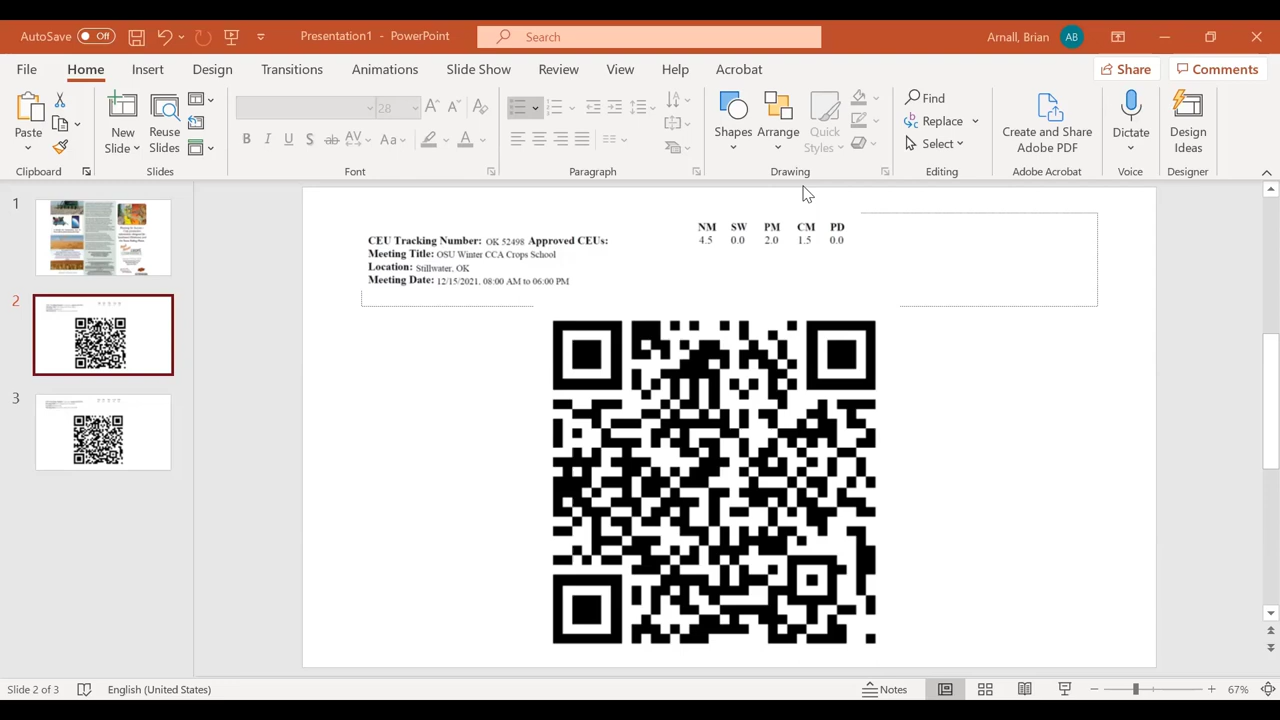 AutoSave Off Presentation1 - PowerPoint Search Arnall, Brian AB
File Home Insert Design Transitions Animations Slide Show Review View Help Acrobat Share Comments
Paste New Slide Reuse Slides 28 Shapes Arrange Quick Styles Find Replace Select Create and Share Adobe PDF Dictate Design Ideas
Clipboard Slides Font Paragraph Drawing Editing Adobe Acrobat Voice Designer
1
2
3
NM SW PM CM PD
CEU Tracking Number: OK 52498 Approved CEUs: 4.5 0.0 2.0 1.5 0.0
Meeting Title: OSU Winter CCA Crops School
Location: Stillwater, OK
Meeting Date: 12/15/2021, 08:00 AM to 06:00 PM
Slide 2 of 3 English (United States) Notes 67%